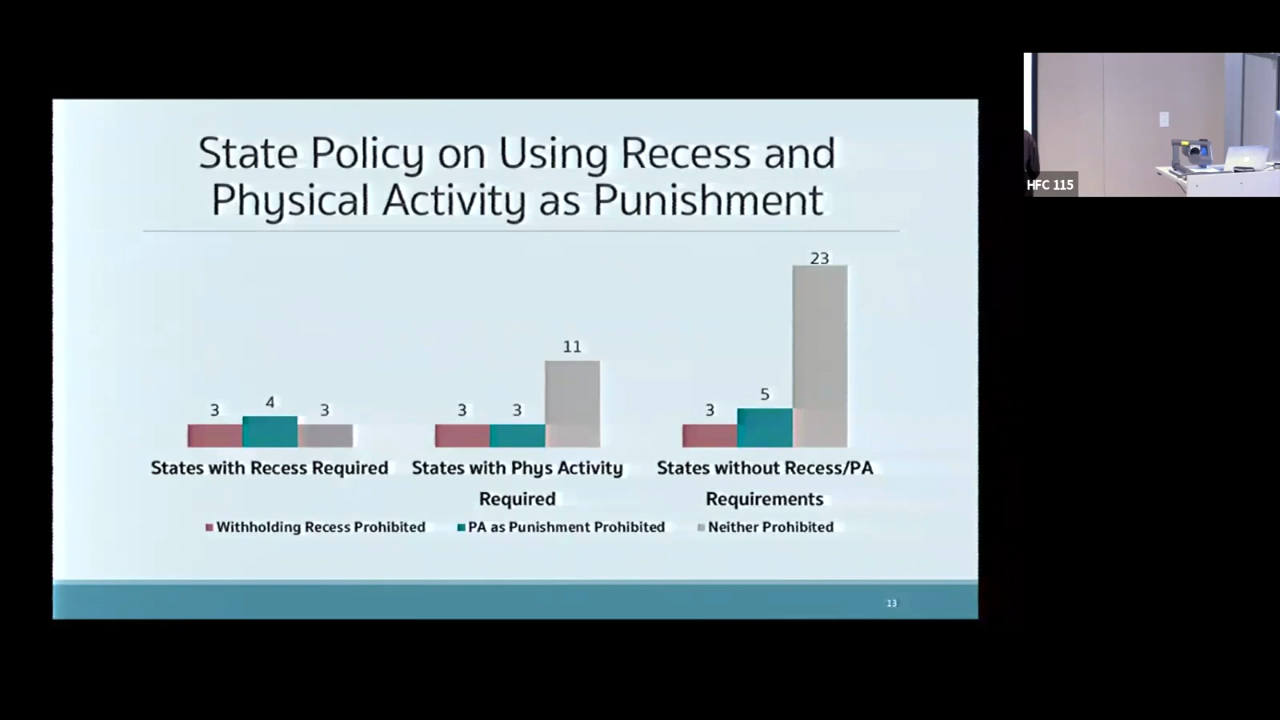 State Policy on Using Recess and
Physical Activity as Punishment
3
4
3
3
3
11
3
5
23
States with Recess Required
States with Phys Activity
Required
States without Recess/PA
Requirements
Withholding Recess Prohibited
PA as Punishment Prohibited
Neither Prohibited
13
HFC 115